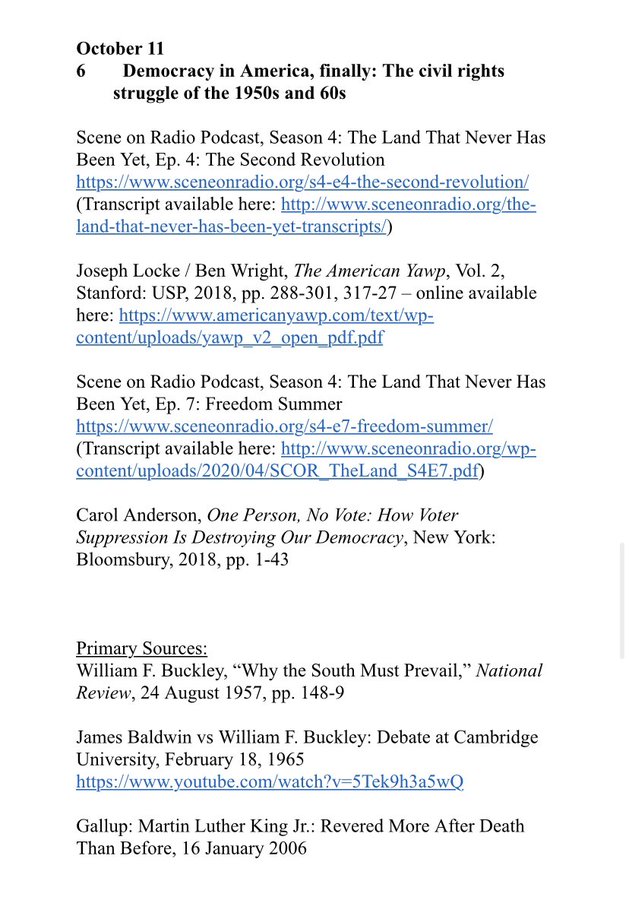 October 11
6 Democracy in America, finally: The civil rights
struggle of the 1950s and 60s
Scene on Radio Podcast, Season 4: The Land That Never Has
Been Yet, Ep. 4: The Second Revolution
https://www.sceneonradio.org/s4-e4-the-second-revolution/
(Transcript available here: http://www.sceneonradio.org/the-
land-that-never-has-been-yet-transcripts/)
Joseph Locke / Ben Wright, The American Yawp, Vol. 2,
Stanford: USP, 2018, pp. 288-301, 317-27 – online available
here: https://www.americanyawp.com/text/wp-
content/uploads/yawp_v2_open_pdf.pdf
Scene on Radio Podcast, Season 4: The Land That Never Has
Been Yet, Ep. 7: Freedom Summer
https://www.sceneonradio.org/s4-e7-freedom-summer/
(Transcript available here: http://www.sceneonradio.org/wp-
content/uploads/2020/04/SCOR_TheLand_S4E7.pdf)
Carol Anderson, One Person, No Vote: How Voter
Suppression Is Destroying Our Democracy, New York:
Bloomsbury, 2018, pp. 1-43
Primary Sources:
William F. Buckley, “Why the South Must Prevail,” National
Review, 24 August 1957, pp. 148-9
James Baldwin vs William F. Buckley: Debate at Cambridge
University, February 18, 1965
https://www.youtube.com/watch?v=5Tek9h3a5wQ
Gallup: Martin Luther King Jr.: Revered More After Death
Than Before, 16 January 2006